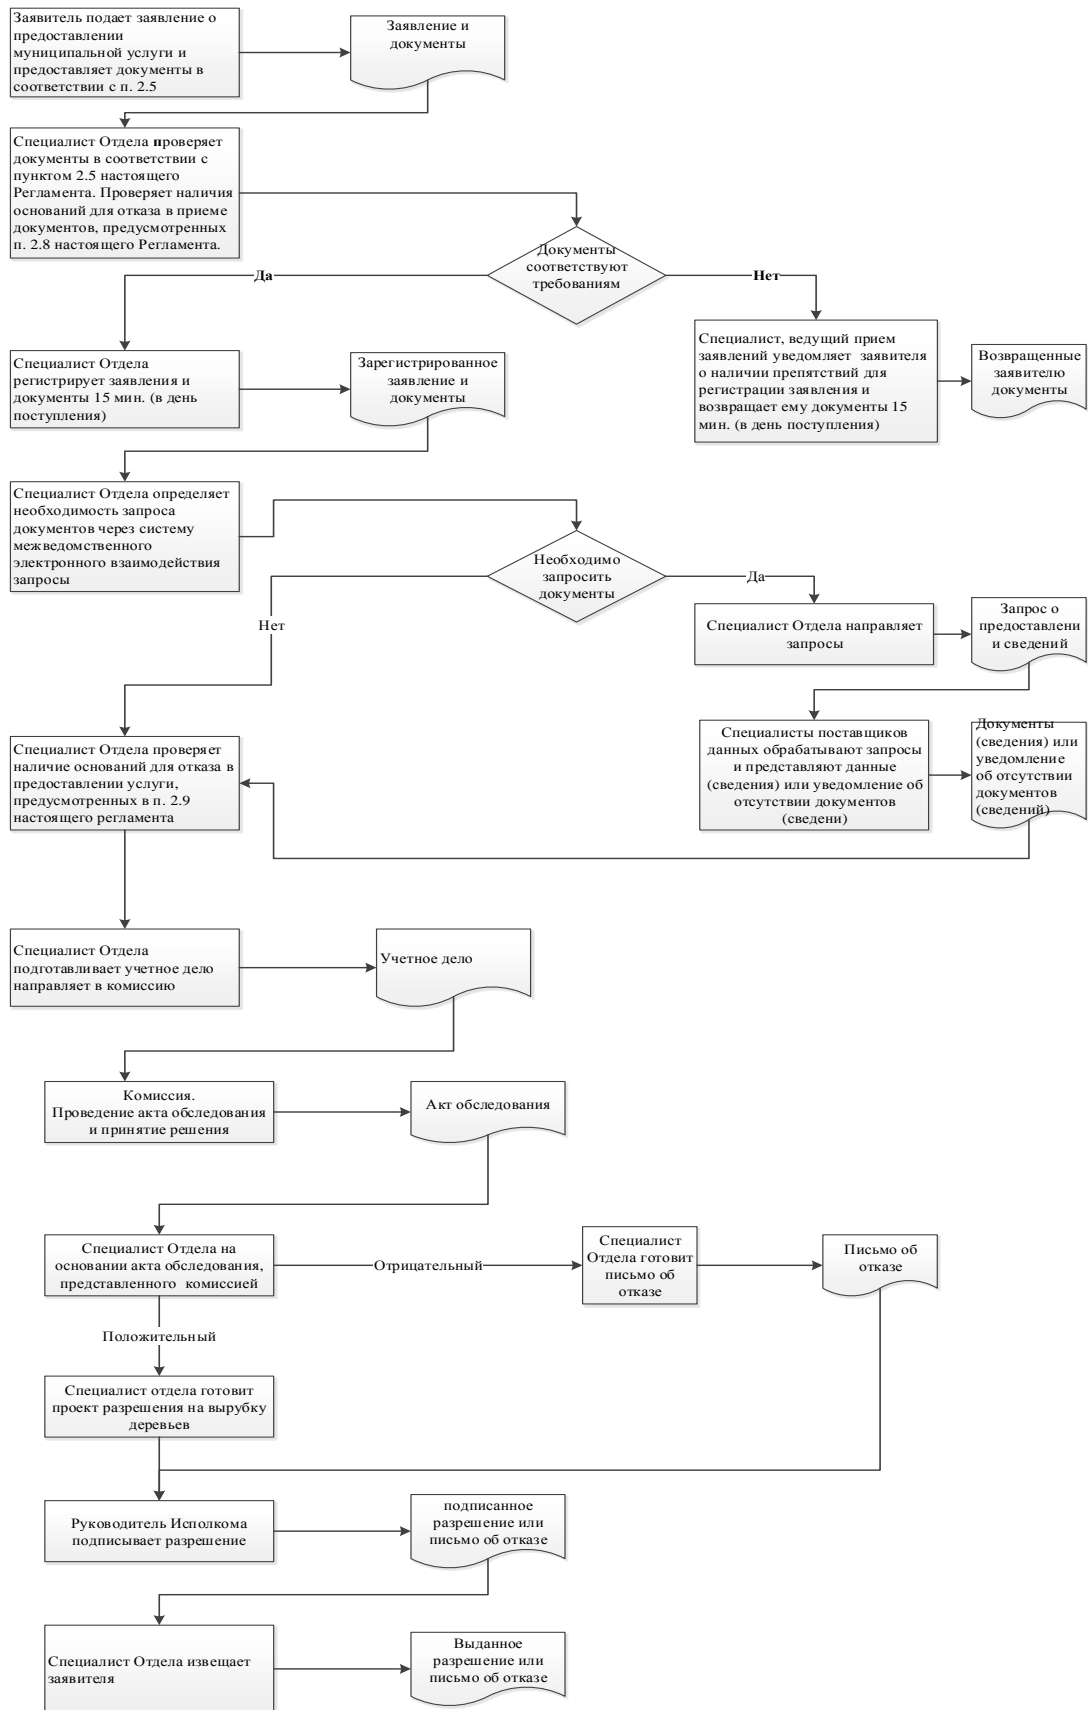 Заявитель подает заявление о
предоставлении
муниципальной услуги и
предоставляет документы в
соответствии с п. 2.5
Заявление и
документы
Специалист Отдела проверяет
документы в соответствии с
пунктом 2.5 настоящего
Регламента. Проверяет наличия
оснований для отказа в приеме
документов, предусмотренных
п. 2.8 настоящего Регламента.
Документы
соответствуют
требованиям
Да
Нет
Специалист Отдела
регистрирует заявления и
документы 15 мин. (в день
поступления)
Зарегистрированное
заявление и
документы
Специалист, ведущий прием
заявлений уведомляет заявителя
о наличии препятствий для
регистрации заявления и
возвращает ему документы 15
мин. (в день поступления)
Возвращенные
заявителю
документы
Специалист Отдела определяет
необходимость запроса
документов через систему
межведомственного
электронного взаимодействия
запросы
Необходимо
запросить
документы
Да
Нет
Специалист Отдела направляет
запросы
Запрос о
предоставлени
и сведений
Специалист Отдела проверяет
наличие оснований для отказа в
предоставлении услуги,
предусмотренных в п. 2.9
настоящего регламента
Специалисты поставщиков
данных обрабатывают запросы
и представляют данные
(сведения) или уведомление об
отсутствии документов
(сведени)
Документы
(сведения) или
уведомление
об отсутствии
документов
(сведений)
Специалист Отдела
подготавливает учетное дело
направляет в комиссию
Учетное дело
Комиссия.
Проведение акта обследования
и принятие решения
Акт обследования
Специалист Отдела на
основании акта обследования,
представленного комиссией
Отрицательный
Специалист
Отдела готовит
письмо об
отказе
Письмо об
отказе
Положительный
Специалист отдела готовит
проект разрешения на вырубку
деревьев
Руководитель Исполкома
подписывает разрешение
подписанное
разрешение или
письмо об отказе
Специалист Отдела извещает
заявителя
Выданное
разрешение или
письмо об отказе